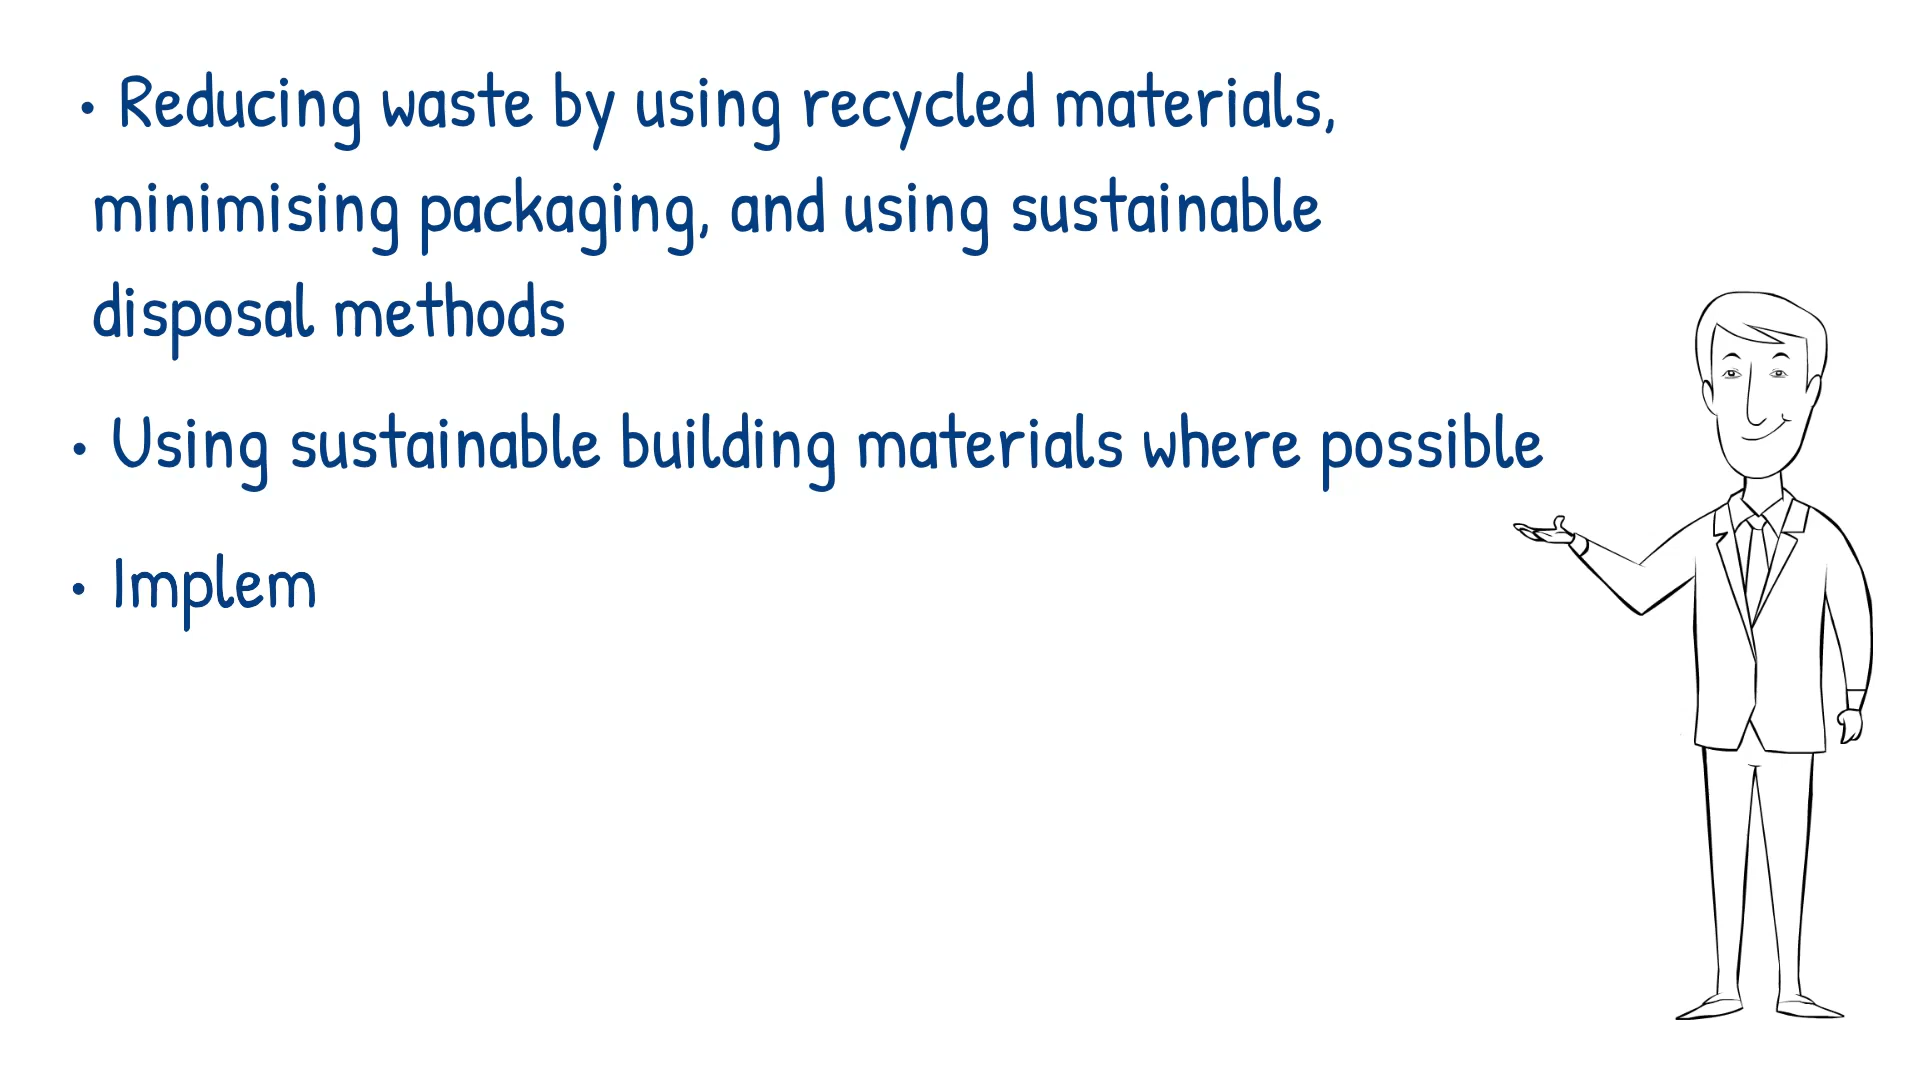 • Reducing waste by using recycled materials,
minimising packaging, and using sustainable
disposal methods
• Using sustainable building materials where possible
• Implem